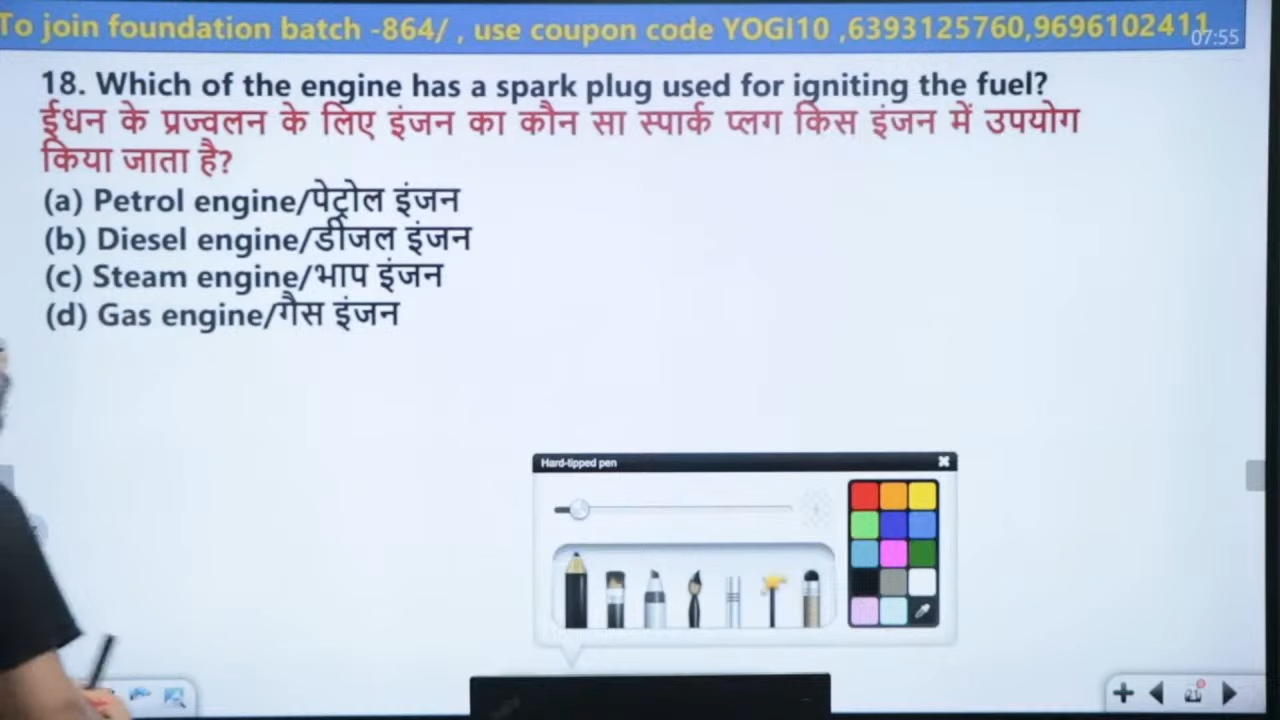 To join foundation batch -864/ , use coupon code YOGI10 ,6393125760,9696102411
07:55
18. Which of the engine has a spark plug used for igniting the fuel?
ईधन के प्रज्वलन के लिए इंजन का कौन सा स्पार्क प्लग किस इंजन में उपयोग
किया जाता है?
(a) Petrol engine/पेट्रोल इंजन
(b) Diesel engine/डीजल इंजन
(c) Steam engine/भाप इंजन
(d) Gas engine/गैस इंजन
Hard-tipped pen